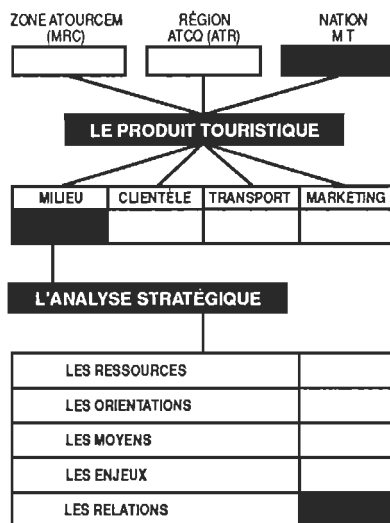 ZONE ATOURCEM RÉGION NATION
(MRC) ATCQ (ATR) M T
LE PRODUIT TOURISTIQUE
MILIEU CLIENTÈLE TRANSPORT MARKÉTING
L'ANALYSE STRATÉGIQUE
LES RESSOURCES
LES ORIENTATIONS
LES MOYENS
LES ENJEUX
LES RELATIONS